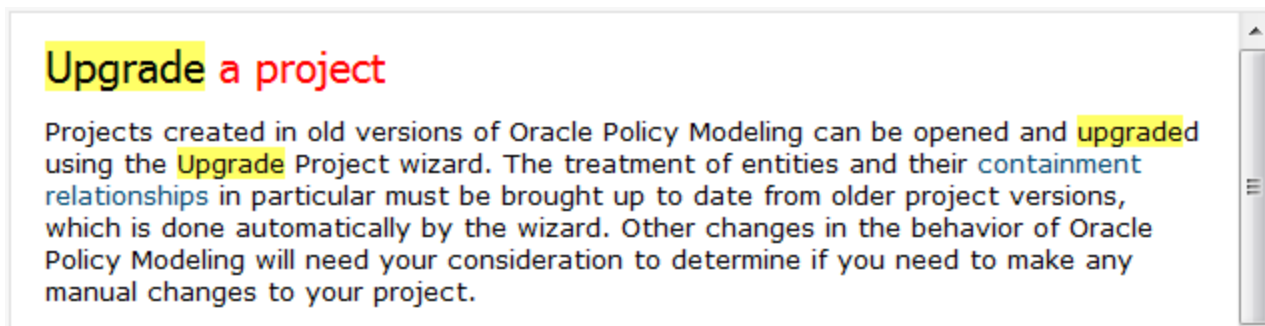 Upgrade a project
Projects created in old versions of Oracle Policy Modeling can be opened and upgraded
using the Upgrade Project wizard. The treatment of entities and their containment
relationships in particular must be brought up to date from older project versions,
which is done automatically by the wizard. Other changes in the behavior of Oracle
Policy Modeling will need your consideration to determine if you need to make any
manual changes to your project.